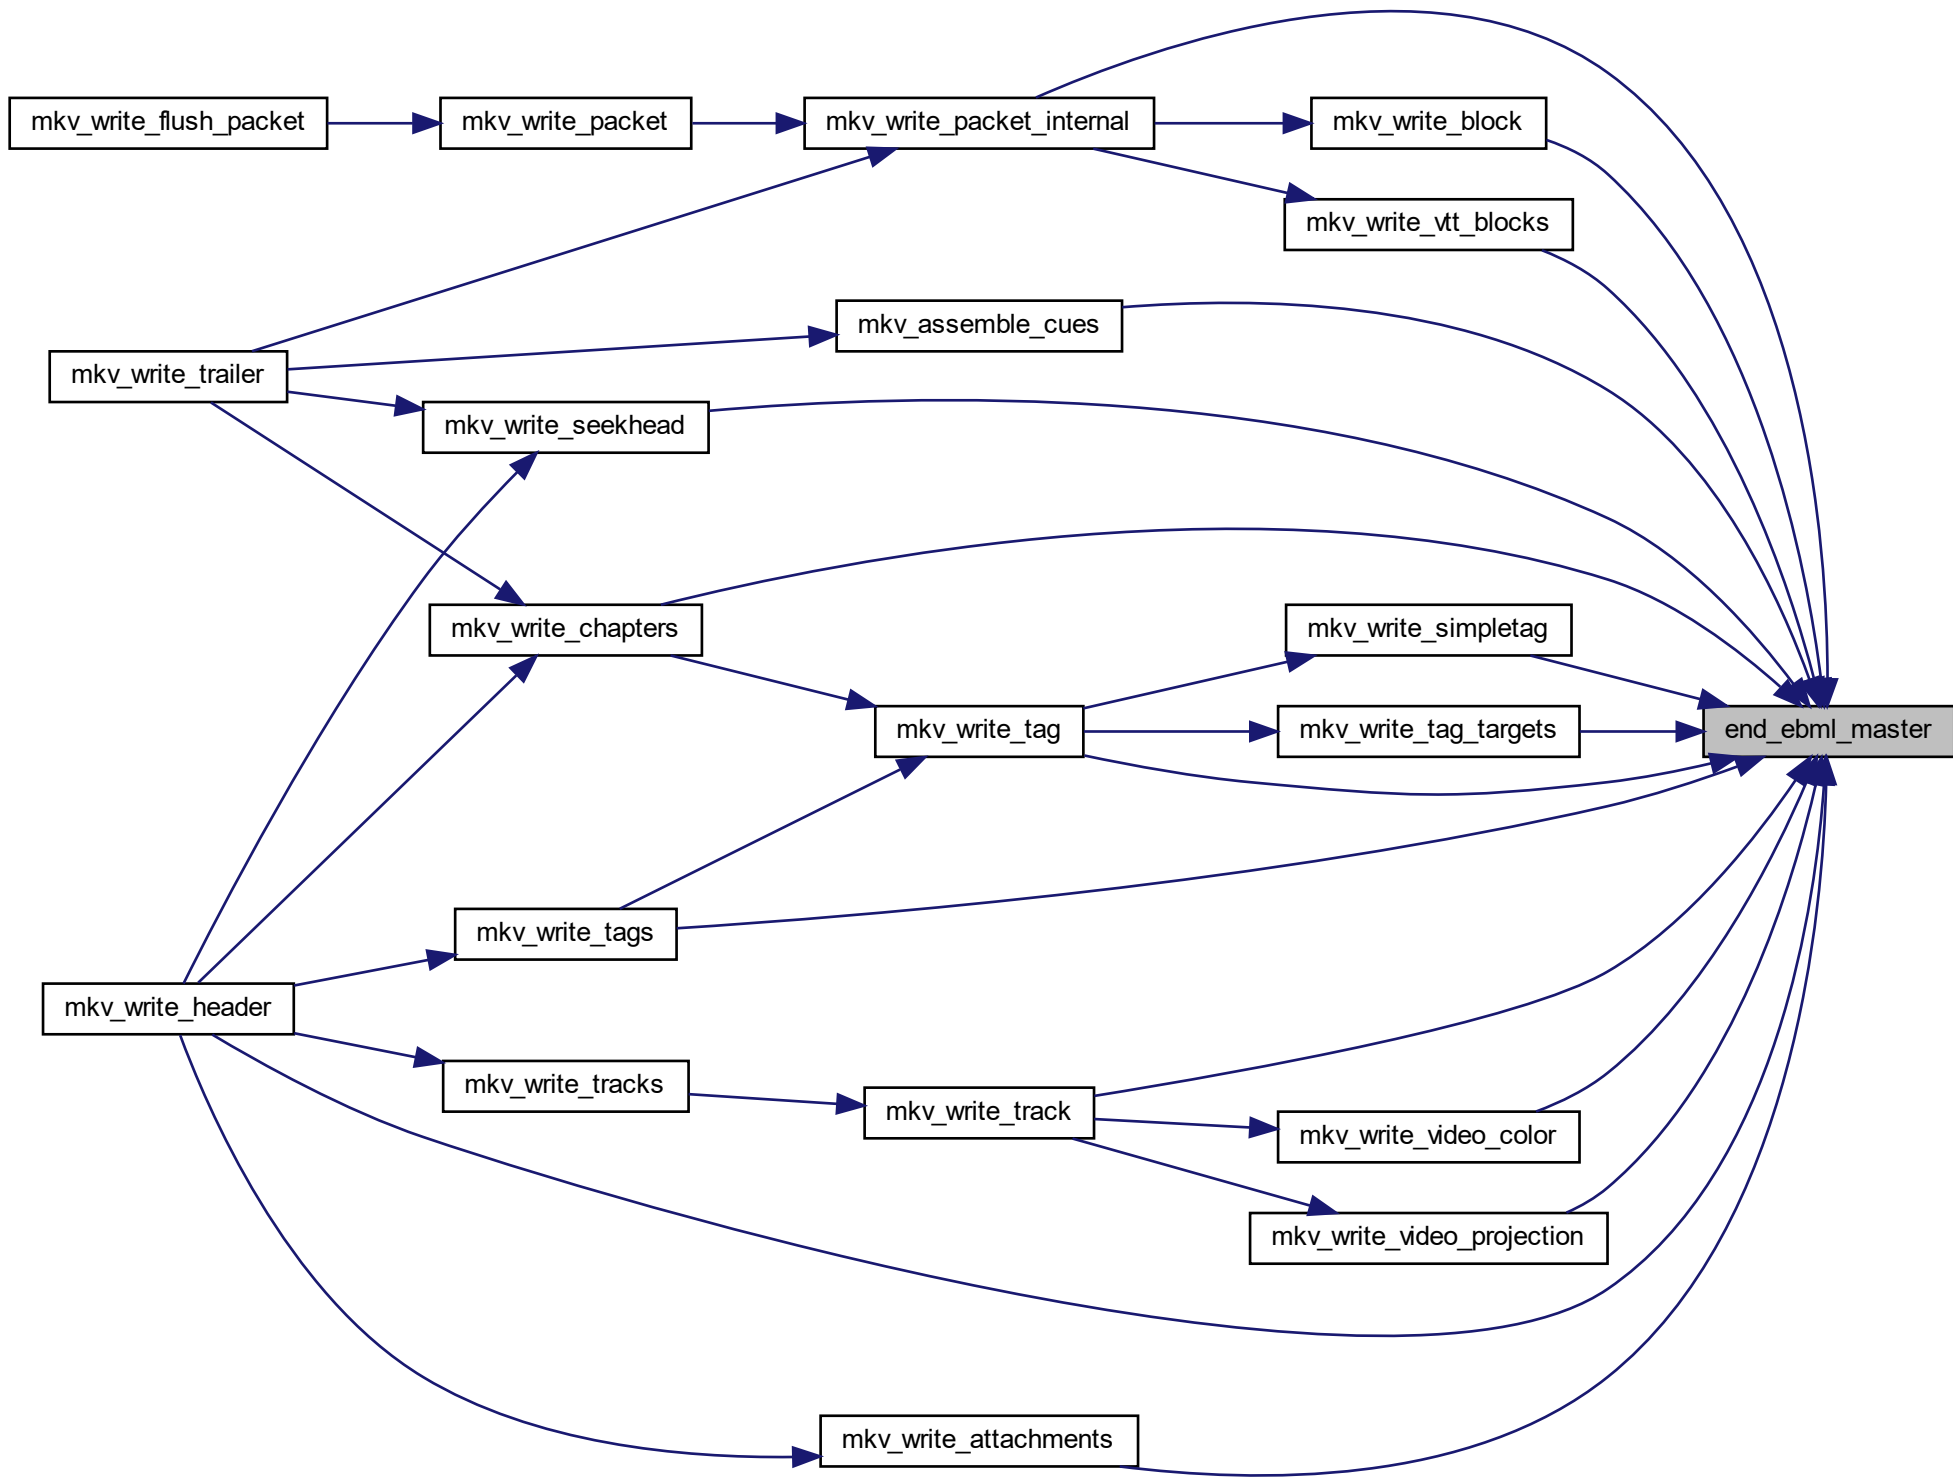 mkv_write_flush_packet
mkv_write_packet
mkv_write_packet_internal
mkv_write_block
mkv_write_vtt_blocks
mkv_assemble_cues
mkv_write_trailer
mkv_write_seekhead
mkv_write_chapters
mkv_write_simpletag
mkv_write_tag
mkv_write_tag_targets
end_ebml_master
mkv_write_tags
mkv_write_header
mkv_write_tracks
mkv_write_track
mkv_write_video_color
mkv_write_video_projection
mkv_write_attachments